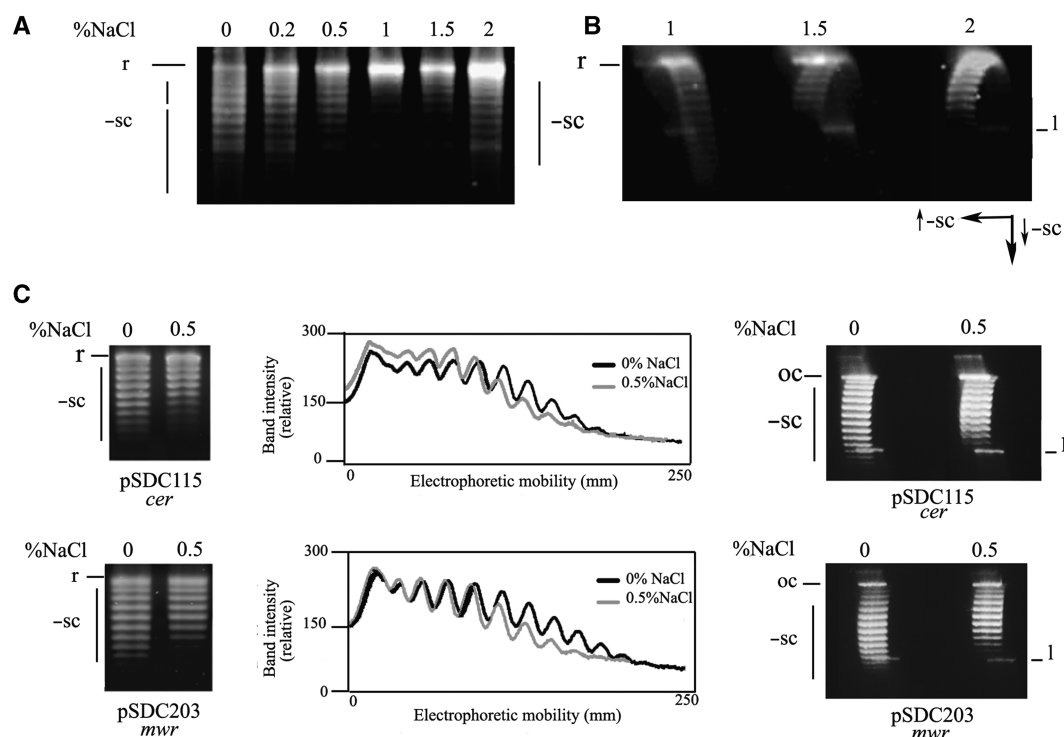 A
%NaCl 0 0.2 0.5 1 1.5 2
r
-sc
-sc
B
1 1.5 2
r
1
↑-sc
↓-sc
C
%NaCl 0 0.5
r
-sc
pSDC115
cer
300
150
0
Band intensity
(relative)
0% NaCl
0.5%NaCl
0 250
Electrophoretic mobility (mm)
%NaCl 0 0.5
oc
-sc
1
pSDC115
cer
%NaCl 0 0.5
r
-sc
pSDC203
mwr
300
150
0
Band intensity
(relative)
0% NaCl
0.5%NaCl
0 250
Electrophoretic mobility (mm)
%NaCl 0 0.5
oc
-sc
1
pSDC203
mwr